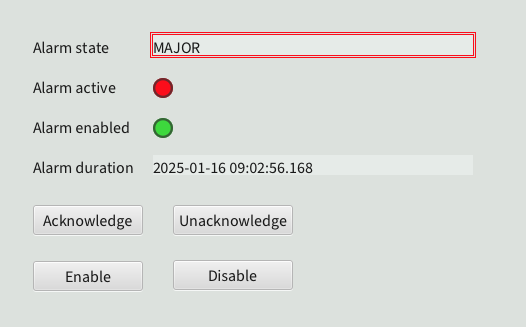 Alarm state MAJOR
Alarm active
Alarm enabled
Alarm duration 2025-01-16 09:02:56.168
Acknowledge Unacknowledge
Enable Disable